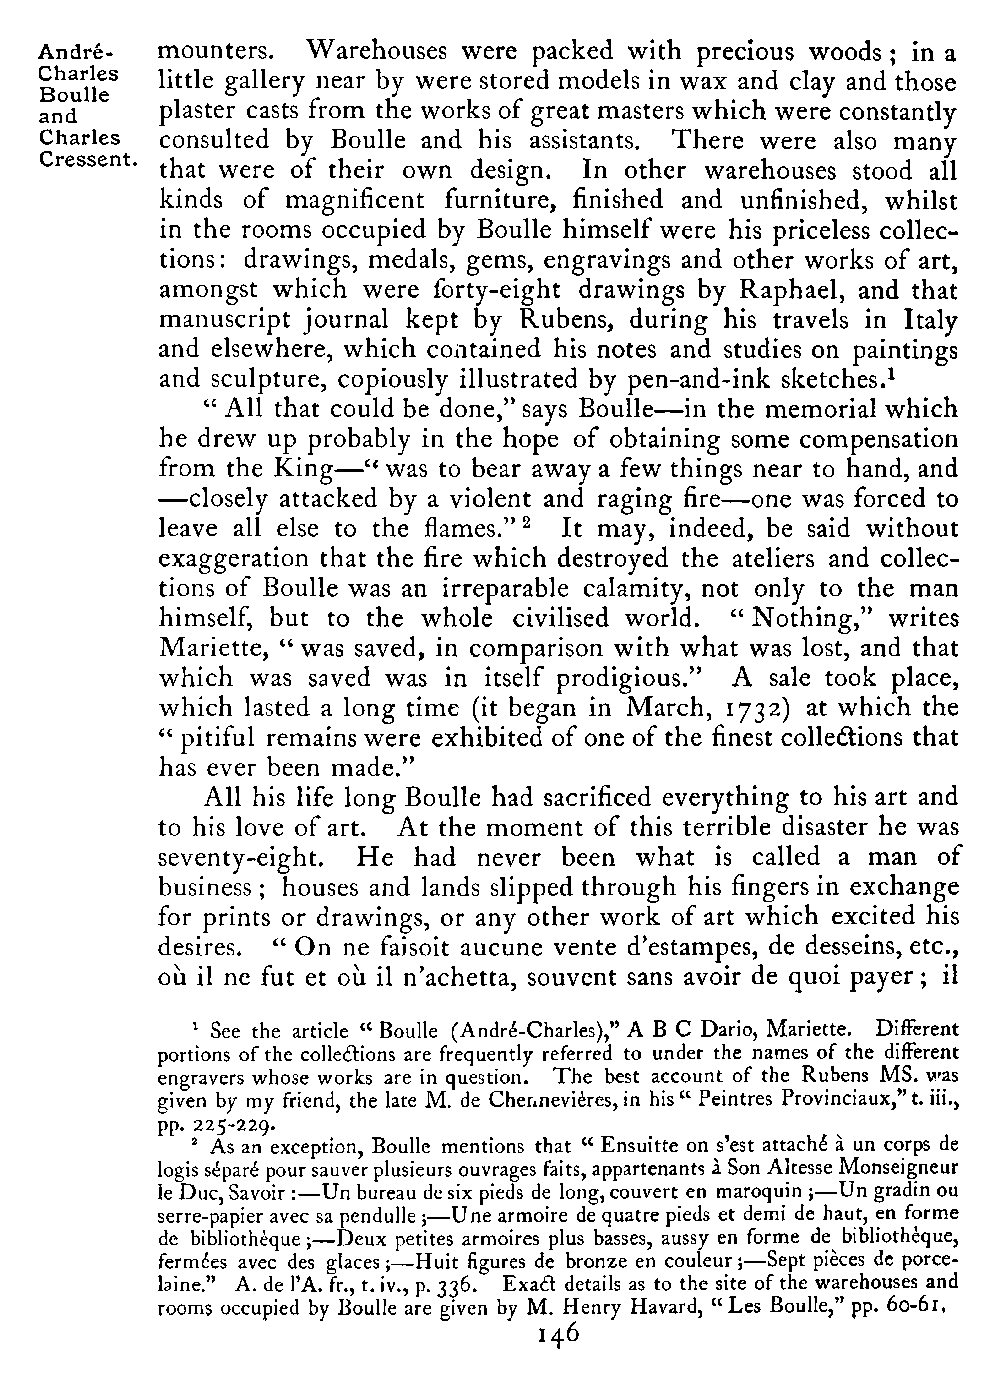 André-
Charles
Boulle
and
Charles
Cressent.
mounters. Warehouses were packed with precious woods ; in a
little gallery near by were stored models in wax and clay and those
plaster casts from the works of great masters which were constantly
consulted by Boulle and his assistants. There were also many
that were of their own design. In other warehouses stood all
kinds of magnificent furniture, finished and unfinished, whilst
in the rooms occupied by Boulle himself were his priceless collec-
tions: drawings, medals, gems, engravings and other works of art,
amongst which were forty-eight drawings by Raphael, and that
manuscript journal kept by Rubens, during his travels in Italy
and elsewhere, which contained his notes and studies on paintings
and sculpture, copiously illustrated by pen-and-ink sketches.¹
“ All that could be done,” says Boulle—in the memorial which
he drew up probably in the hope of obtaining some compensation
from the King—“ was to bear away a few things near to hand, and
—closely attacked by a violent and raging fire—one was forced to
leave all else to the flames.” ² It may, indeed, be said without
exaggeration that the fire which destroyed the ateliers and collec-
tions of Boulle was an irreparable calamity, not only to the man
himself, but to the whole civilised world. “ Nothing,” writes
Mariette, “ was saved, in comparison with what was lost, and that
which was saved was in itself prodigious.” A sale took place,
which lasted a long time (it began in March, 1732) at which the
“ pitiful remains were exhibited of one of the finest collections that
has ever been made.”
All his life long Boulle had sacrificed everything to his art and
to his love of art. At the moment of this terrible disaster he was
seventy-eight. He had never been what is called a man of
business ; houses and lands slipped through his fingers in exchange
for prints or drawings, or any other work of art which excited his
desires. “ On ne faisoit aucune vente d'estampes, de desseins, etc.,
où il ne fut et où il n'achetta, souvent sans avoir de quoi payer ; il
¹ See the article “ Boulle (André-Charles),” A B C Dario, Mariette. Different
portions of the collections are frequently referred to under the names of the different
engravers whose works are in question. The best account of the Rubens MS. was
given by my friend, the late M. de Chennevières, in his “ Peintres Provinciaux,” t. iii.,
pp. 225-229.
² As an exception, Boulle mentions that “ Ensuitte on s'est attaché à un corps de
logis séparé pour sauver plusieurs ouvrages faits, appartenants à Son Altesse Monseigneur
le Duc, Savoir :—Un bureau de six pieds de long, couvert en maroquin ;—Un gradin ou
serre-papier avec sa pendulle ;—Une armoire de quatre pieds et demi de haut, en forme
de bibliothèque ;—Deux petites armoires plus basses, aussy en forme de bibliothèque,
fermées avec des glaces ;—Huit figures de bronze en couleur ;—Sept pièces de porce-
laine.” A. de l'A. fr., t. iv., p. 336. Exact details as to the site of the warehouses and
rooms occupied by Boulle are given by M. Henry Havard, “ Les Boulle,” pp. 60-61.
146